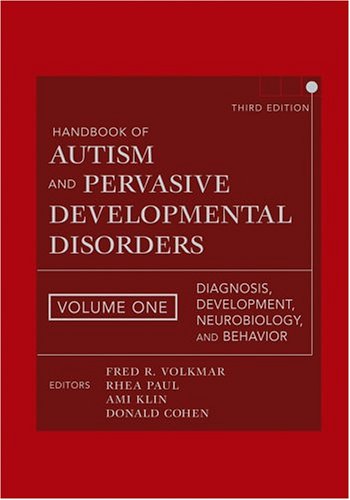 THIRD EDITION
HANDBOOK OF
AUTISM
AND PERVASIVE
DEVELOPMENTAL
DISORDERS
VOLUME ONE
DIAGNOSIS,
DEVELOPMENT,
NEUROBIOLOGY,
AND BEHAVIOR
EDITORS
FRED R. VOLKMAR
RHEA PAUL
AMI KLIN
DONALD COHEN